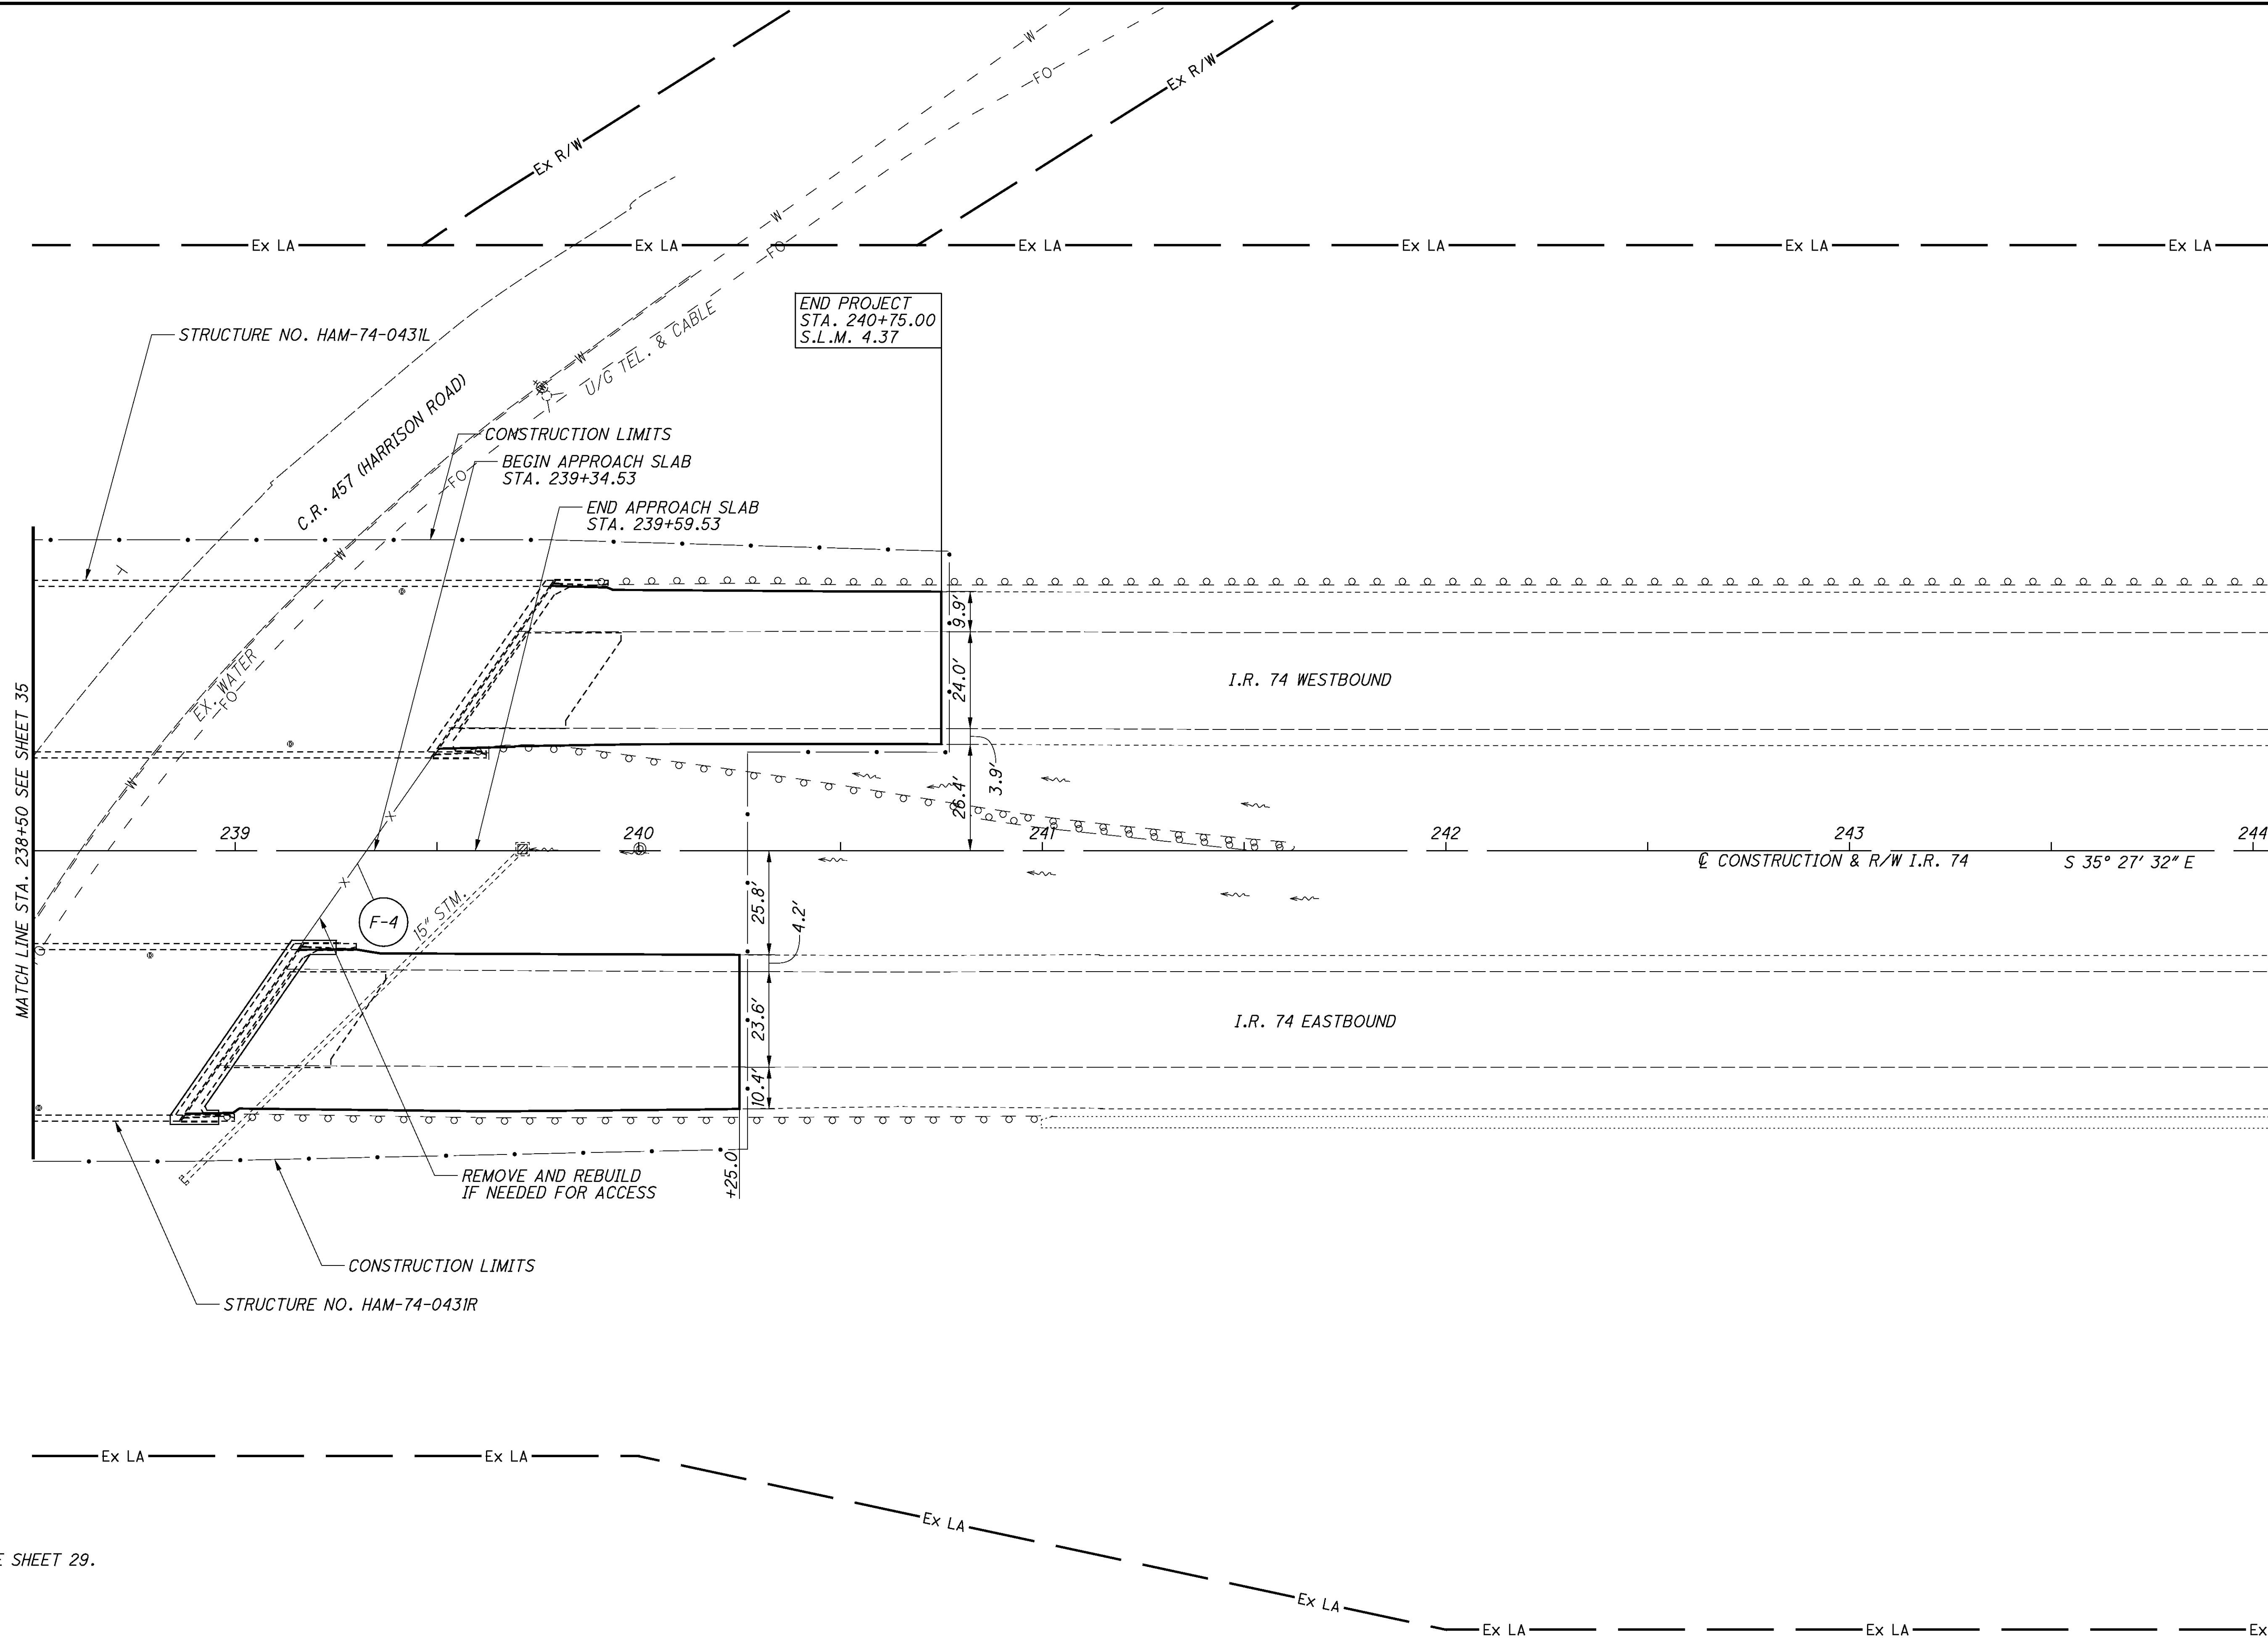 W
FO
Ex R/W
Ex R/W
W
FO
Ex LA
Ex LA
Ex LA
Ex LA
Ex LA
Ex LA
END PROJECT
STA. 240+75.00
S.L.M. 4.37
STRUCTURE NO. HAM-74-0431L
U/G TEL. & CABLE
W
C.R. 457 (HARRISON ROAD)
CONSTRUCTION LIMITS
BEGIN APPROACH SLAB
STA. 239+34.53
FO
END APPROACH SLAB
STA. 239+59.53
W
9.9'
24.0'
I.R. 74 WESTBOUND
EX. WATER
FO
MATCH LINE STA. 238+50 SEE SHEET 35
W
3.9'
26.4'
X
239
240
241
242
243
244
℄ CONSTRUCTION & R/W I.R. 74
S 35° 27' 32" E
X
F-4
15" STM.
25.8'
4.2'
23.6'
I.R. 74 EASTBOUND
10.4'
+25.0
REMOVE AND REBUILD
IF NEEDED FOR ACCESS
CONSTRUCTION LIMITS
STRUCTURE NO. HAM-74-0431R
Ex LA
Ex LA
Ex LA
SHEET 29.
Ex LA
Ex LA
Ex LA